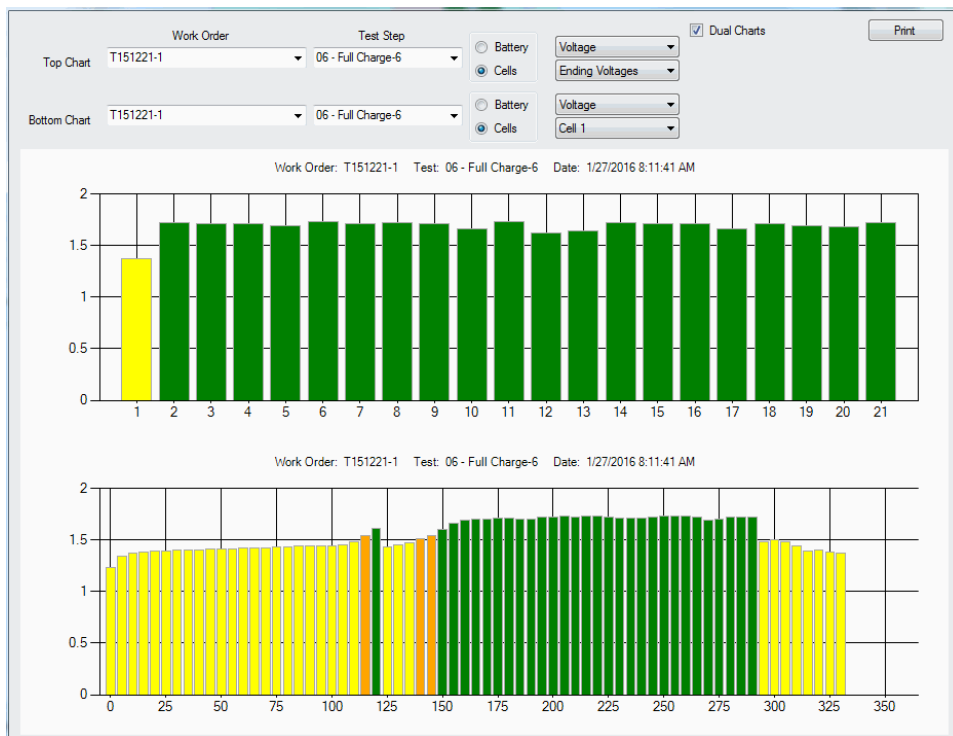 Work Order Test Step Dual Charts Print
Top Chart T151221-1 06 - Full Charge-6 Battery Voltage
Cells Ending Voltages
Bottom Chart T151221-1 06 - Full Charge-6 Battery Voltage
Cells Cell 1
Work Order: T151221-1 Test: 06 - Full Charge-6 Date: 1/27/2016 8:11:41 AM
2
1.5
1
0.5
0
1 2 3 4 5 6 7 8 9 10 11 12 13 14 15 16 17 18 19 20 21
Work Order: T151221-1 Test: 06 - Full Charge-6 Date: 1/27/2016 8:11:41 AM
2
1.5
1
0.5
0
0 25 50 75 100 125 150 175 200 225 250 275 300 325 350